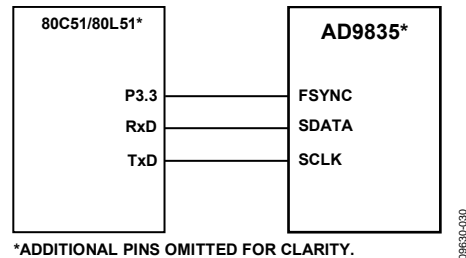 80C51/80L51*
AD9835*
P3.3
FSYNC
RxD
SDATA
TxD
SCLK
*ADDITIONAL PINS OMITTED FOR CLARITY.
09630-030